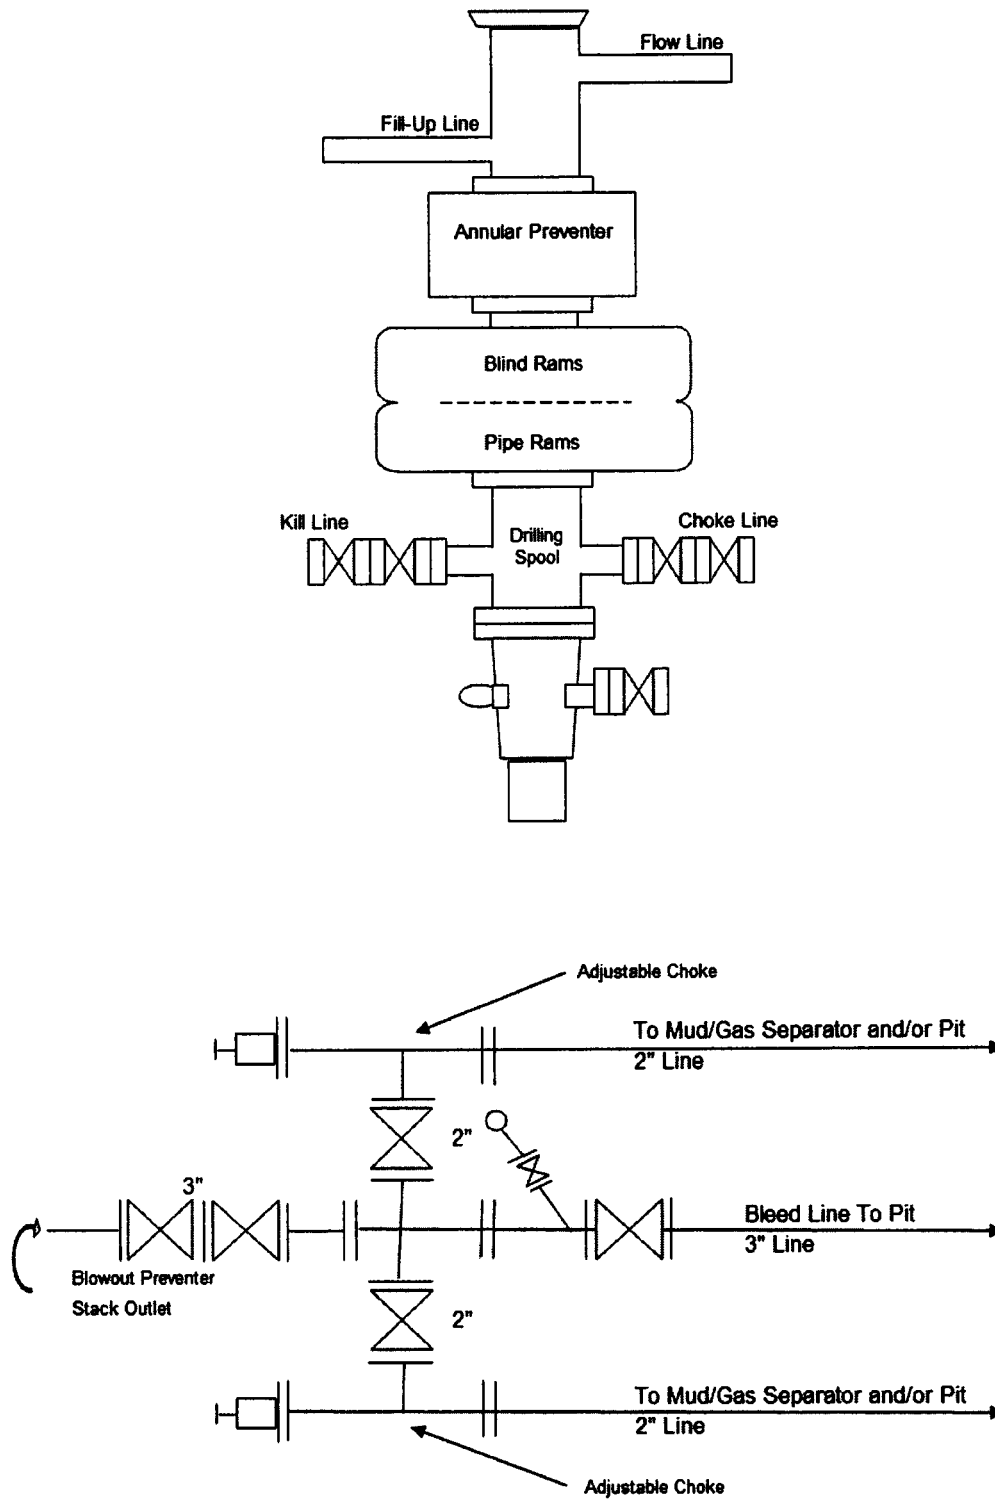 Flow Line
Fill-Up Line
Annular Preventer
Blind Rams
Pipe Rams
Kill Line
Drilling
Spool
Choke Line
Adjustable Choke
To Mud/Gas Separator and/or Pit
2" Line
2"
3"
Bleed Line To Pit
3" Line
Blowout Preventer
Stack Outlet
2"
To Mud/Gas Separator and/or Pit
2" Line
Adjustable Choke